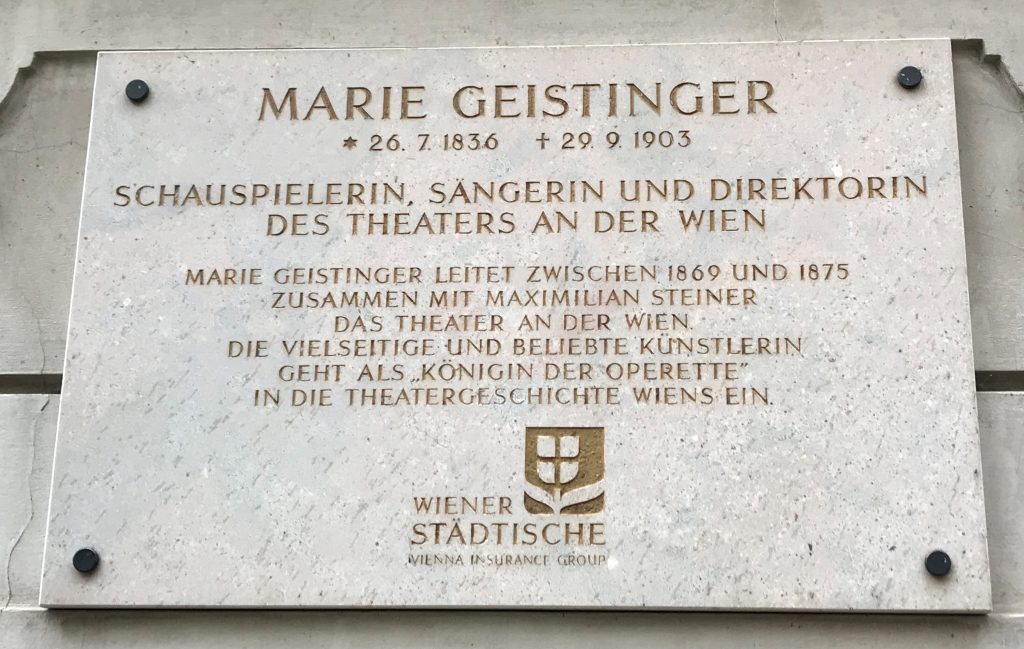 MARIE GEISTINGER
* 26. 7. 1836 † 29. 9. 1903
SCHAUSPIELERIN, SÄNGERIN UND DIREKTORIN
DES THEATERS AN DER WIEN
MARIE GEISTINGER LEITET ZWISCHEN 1869 UND 1875
ZUSAMMEN MIT MAXIMILIAN STEINER
DAS THEATER AN DER WIEN.
DIE VIELSEITIGE UND BELIEBTE KÜNSTLERIN
GEHT ALS „KÖNIGIN DER OPERETTE"
IN DIE THEATERGESCHICHTE WIENS EIN.
WIENER
STÄDTISCHE
VIENNA INSURANCE GROUP